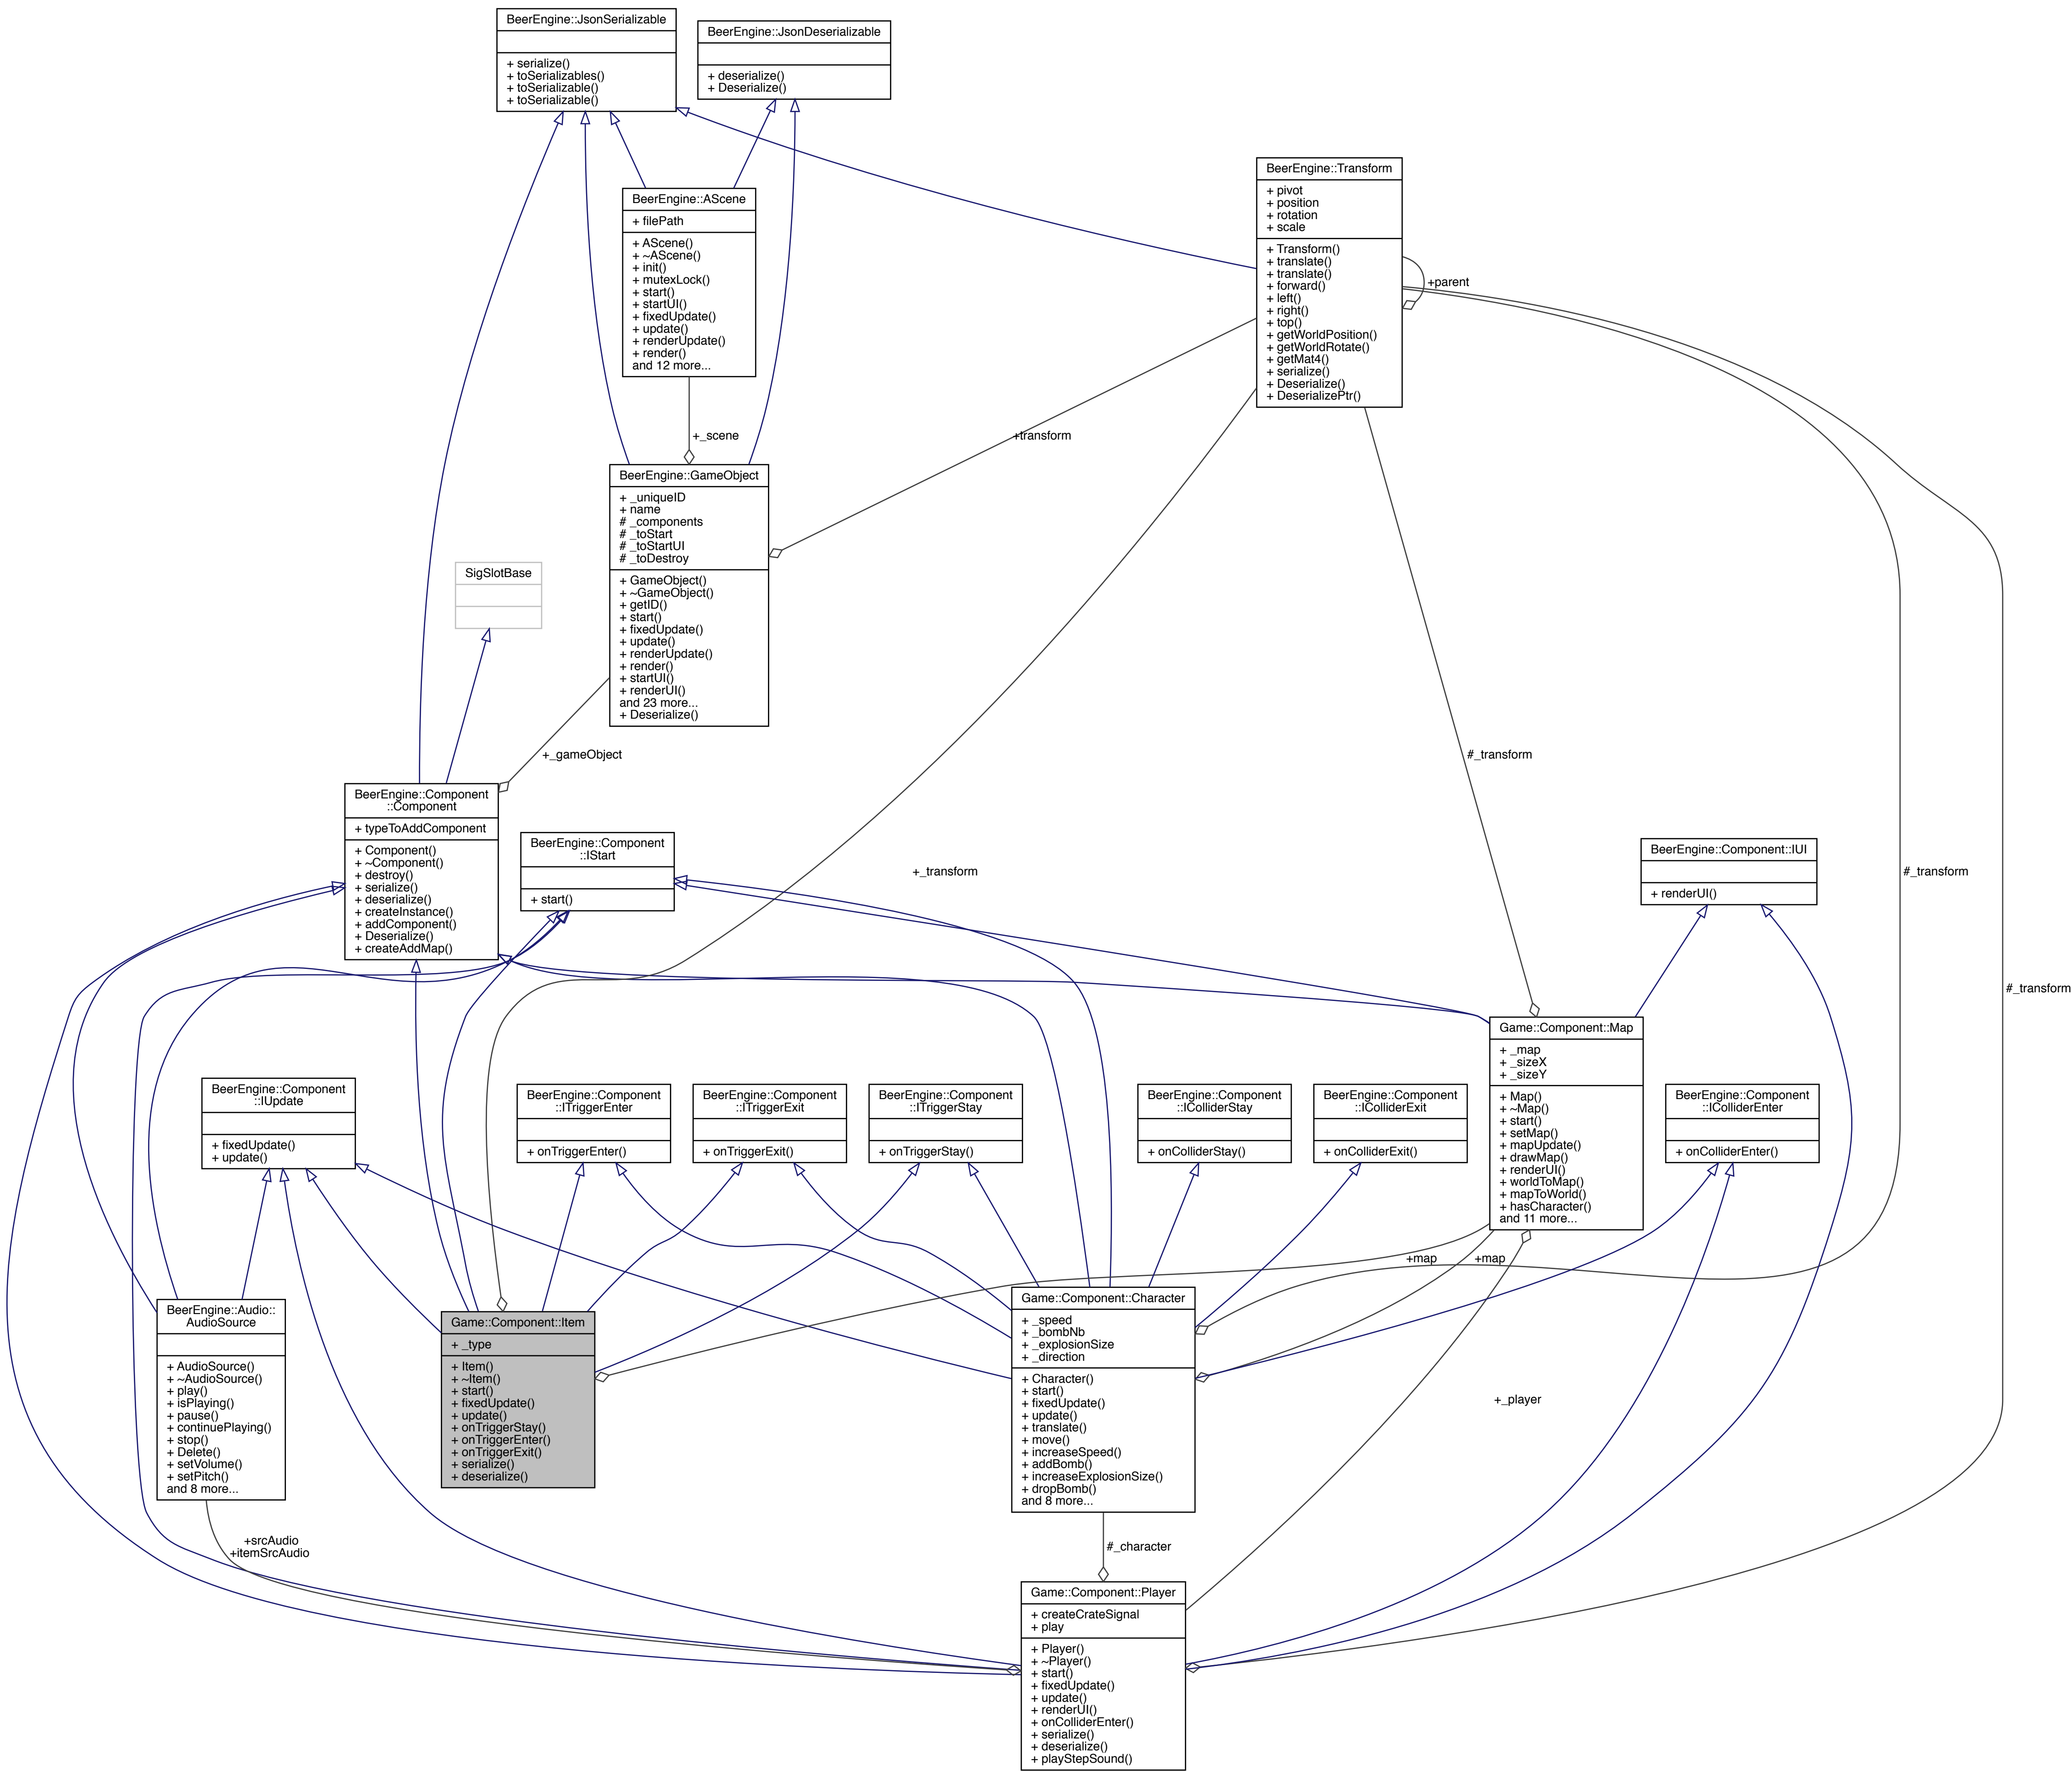 BeerEngine::JsonSerializable
+ serialize()
+ toSerializables()
+ toSerializable()
+ toSerializable()
BeerEngine::JsonDeserializable
+ deserialize()
+ Deserialize()
BeerEngine::Transform
+ pivot
+ position
+ rotation
+ scale
+ Transform()
+ translate()
+ translate()
+ forward()
+ left()
+ right()
+ top()
+ getWorldPosition()
+ getWorldRotate()
+ getMat4()
+ serialize()
+ Deserialize()
+ DeserializePtr()
+parent
BeerEngine::AScene
+ filePath
+ AScene()
+ ~AScene()
+ init()
+ mutexLock()
+ start()
+ startUI()
+ fixedUpdate()
+ update()
+ renderUpdate()
+ render()
and 12 more...
+_scene
+transform
BeerEngine::GameObject
+ _uniqueID
+ name
# _components
# _toStart
# _toStartUI
# _toDestroy
+ GameObject()
+ ~GameObject()
+ getID()
+ start()
+ fixedUpdate()
+ update()
+ renderUpdate()
+ render()
+ startUI()
+ renderUI()
and 23 more...
+ Deserialize()
SigSlotBase
+_gameObject
#_transform
BeerEngine::Component
::Component
+ typeToAddComponent
+ Component()
+ ~Component()
+ destroy()
+ serialize()
+ deserialize()
+ createInstance()
+ addComponent()
+ Deserialize()
+ createAddMap()
BeerEngine::Component
::IStart
+ start()
+_transform
BeerEngine::Component::IUI
+ renderUI()
#_transform
#_transform
Game::Component::Map
+ _map
+ _sizeX
+ _sizeY
+ Map()
+ ~Map()
+ start()
+ setMap()
+ mapUpdate()
+ drawMap()
+ renderUI()
+ worldToMap()
+ mapToWorld()
+ hasCharacter()
and 11 more...
BeerEngine::Component
::IUpdate
+ fixedUpdate()
+ update()
BeerEngine::Component
::ITriggerEnter
+ onTriggerEnter()
BeerEngine::Component
::ITriggerExit
+ onTriggerExit()
BeerEngine::Component
::ITriggerStay
+ onTriggerStay()
BeerEngine::Component
::IColliderStay
+ onColliderStay()
BeerEngine::Component
::IColliderExit
+ onColliderExit()
BeerEngine::Component
::IColliderEnter
+ onColliderEnter()
+map
+map
BeerEngine::Audio::
AudioSource
+ AudioSource()
+ ~AudioSource()
+ play()
+ isPlaying()
+ pause()
+ continuePlaying()
+ stop()
+ Delete()
+ setVolume()
+ setPitch()
and 8 more...
Game::Component::Item
+ _type
+ Item()
+ ~Item()
+ start()
+ fixedUpdate()
+ update()
+ onTriggerStay()
+ onTriggerEnter()
+ onTriggerExit()
+ serialize()
+ deserialize()
Game::Component::Character
+ _speed
+ _bombNb
+ _explosionSize
+ _direction
+ Character()
+ start()
+ fixedUpdate()
+ update()
+ translate()
+ move()
+ increaseSpeed()
+ addBomb()
+ increaseExplosionSize()
+ dropBomb()
and 8 more...
+_player
+srcAudio
+itemSrcAudio
#_character
Game::Component::Player
+ createCrateSignal
+ play
+ Player()
+ ~Player()
+ start()
+ fixedUpdate()
+ update()
+ renderUI()
+ onColliderEnter()
+ serialize()
+ deserialize()
+ playStepSound()